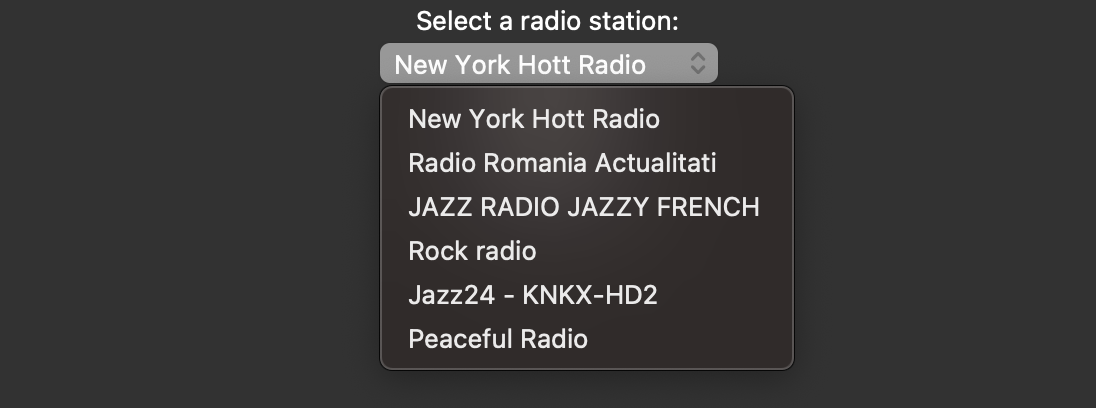 Select a radio station:
New York Hott Radio
New York Hott Radio
Radio Romania Actualitati
JAZZ RADIO JAZZY FRENCH
Rock radio
Jazz24 - KNKX-HD2
Peaceful Radio